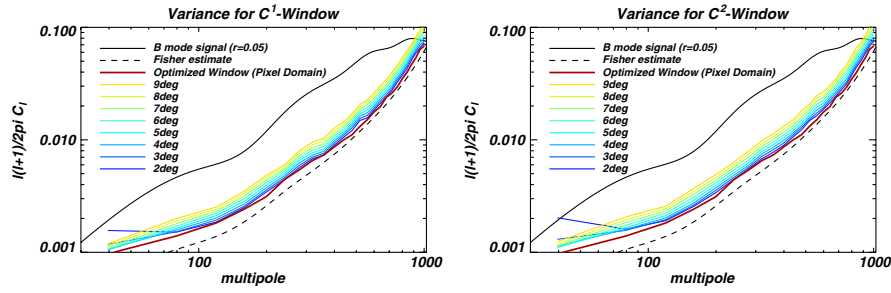 Variance for C¹-Window
l(l+1)/2pi Cₗ
0.100
0.010
0.001
B mode signal (r=0.05)
Fisher estimate
Optimized Window (Pixel Domain)
9deg
8deg
7deg
6deg
5deg
4deg
3deg
2deg
100
1000
multipole
Variance for C²-Window
l(l+1)/2pi Cₗ
0.100
0.010
0.001
B mode signal (r=0.05)
Fisher estimate
Optimized Window (Pixel Domain)
9deg
8deg
7deg
6deg
5deg
4deg
3deg
2deg
100
1000
multipole